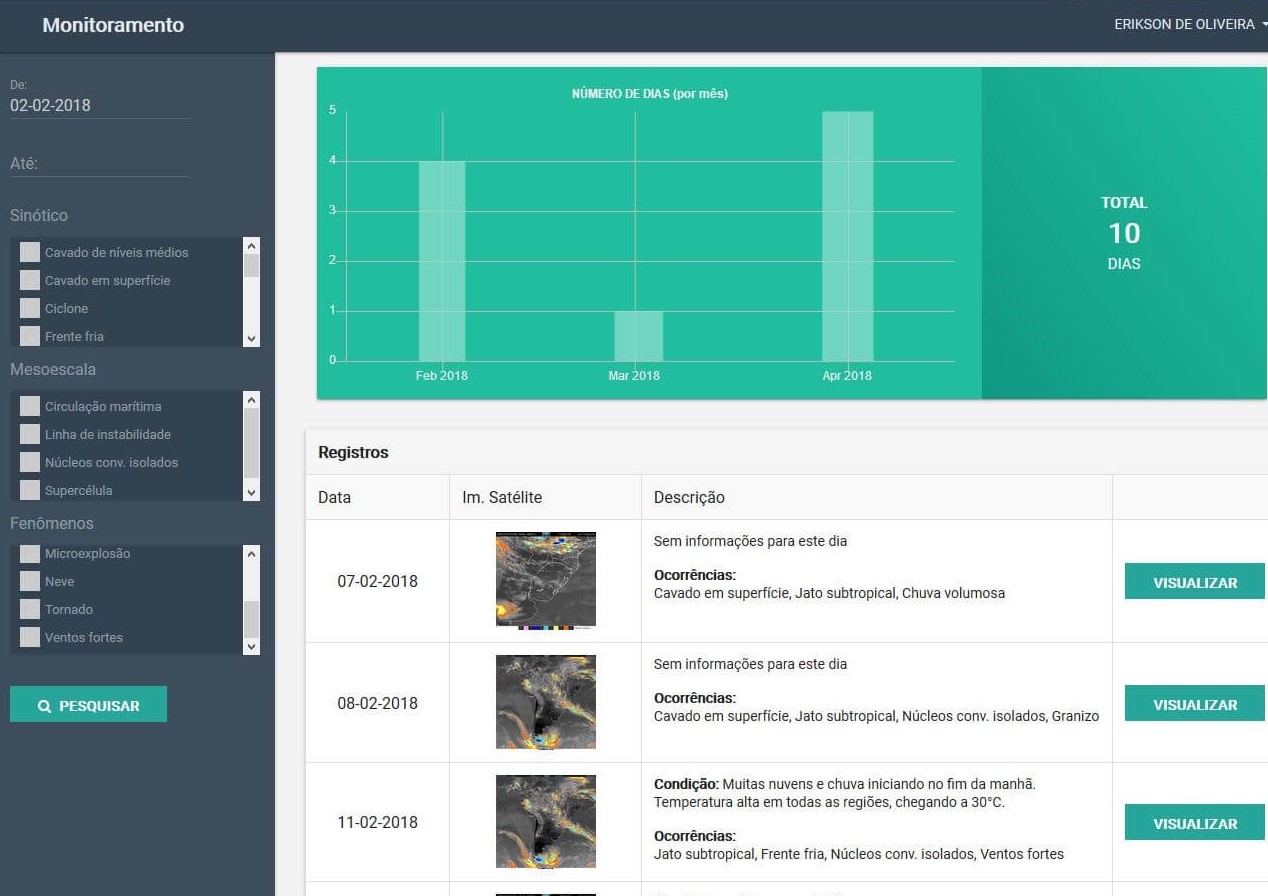 Monitoramento
ERIKSON DE OLIVEIRA
De:
02-02-2018
Até:
Sinótico
Cavado de níveis médios
Cavado em superfície
Ciclone
Frente fria
Mesoescala
Circulação marítima
Linha de instabilidade
Núcleos conv. isolados
Supercélula
Fenômenos
Microexplosão
Neve
Tornado
Ventos fortes
PESQUISAR
NÚMERO DE DIAS (por mês)
5
4
3
2
1
0
Feb 2018
Mar 2018
Apr 2018
TOTAL
10
DIAS
Registros
Data
Im. Satélite
Descrição
07-02-2018
Sem informações para este dia
Ocorrências:
Cavado em superfície, Jato subtropical, Chuva volumosa
VISUALIZAR
08-02-2018
Sem informações para este dia
Ocorrências:
Cavado em superfície, Jato subtropical, Núcleos conv. isolados, Granizo
VISUALIZAR
11-02-2018
Condição: Muitas nuvens e chuva iniciando no fim da manhã.
Temperatura alta em todas as regiões, chegando a 30°C.
Ocorrências:
Jato subtropical, Frente fria, Núcleos conv. isolados, Ventos fortes
VISUALIZAR